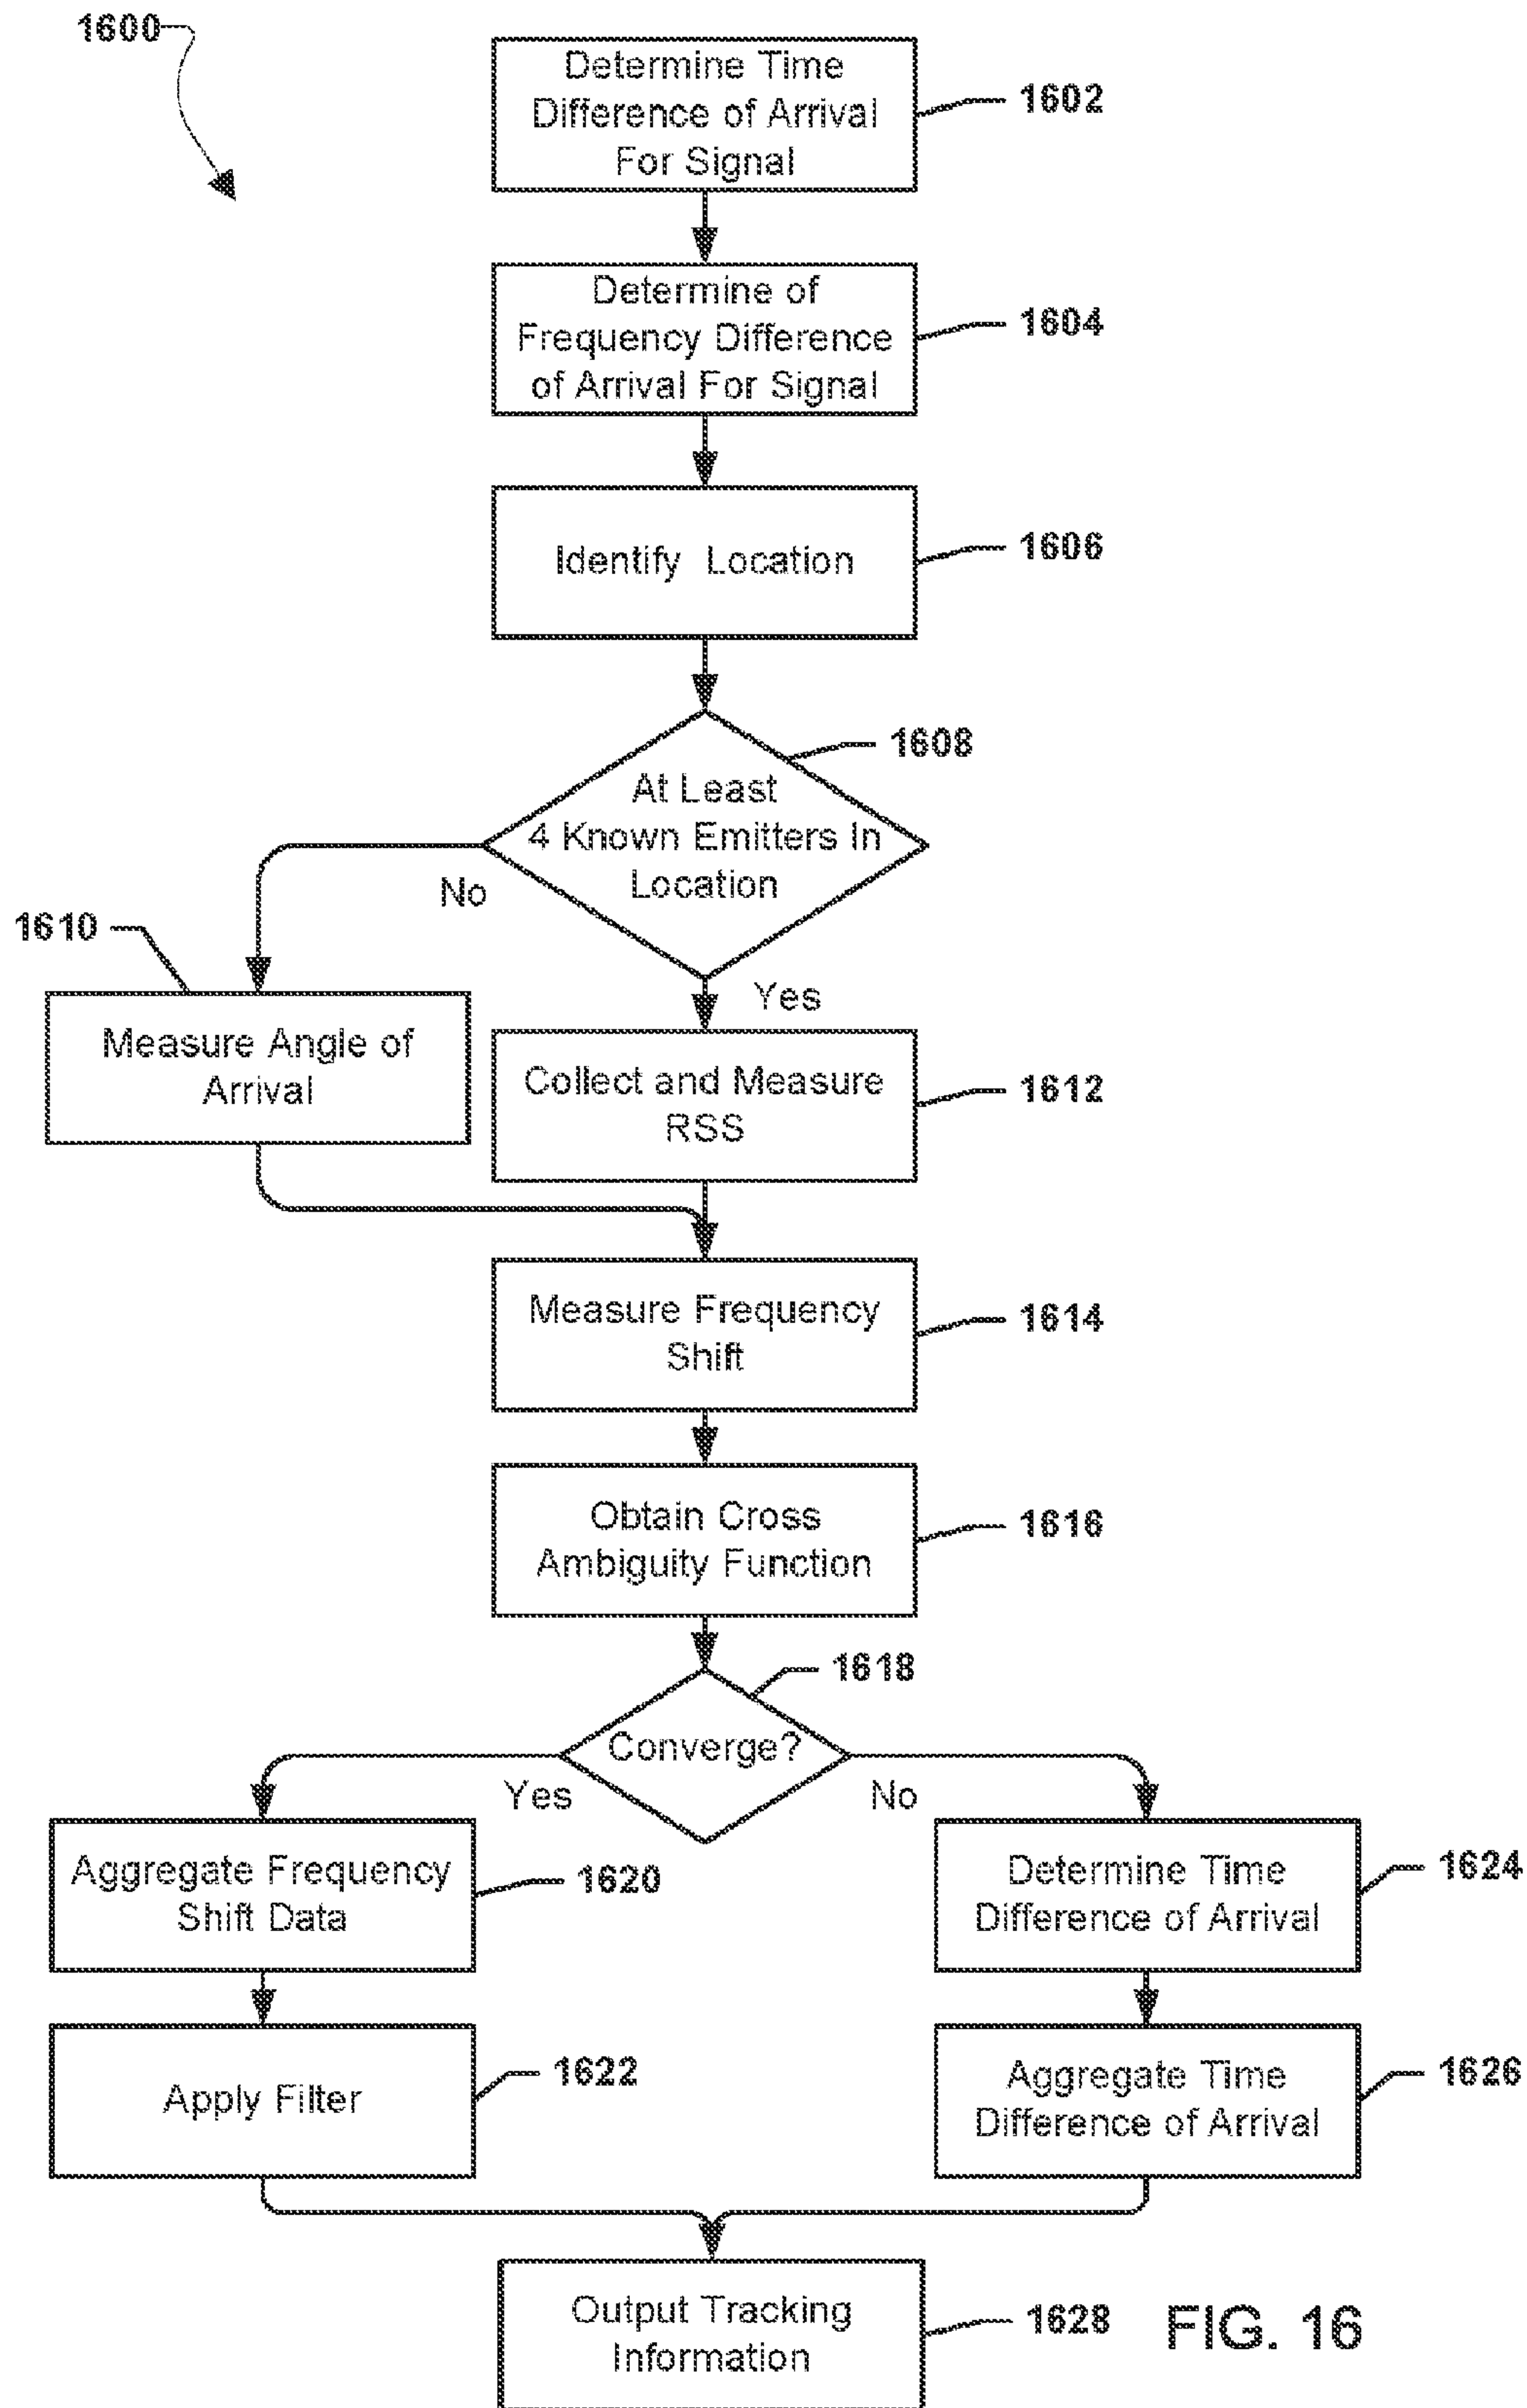 1600
Determine Time
Difference of Arrival
For Signal
1602
Determine of
Frequency Difference
of Arrival For Signal
1604
Identify Location
1606
1608
At Least
4 Known Emitters In
Location
No
Yes
1610
Measure Angle of
Arrival
Collect and Measure
RSS
1612
Measure Frequency
Shift
1614
Obtain Cross
Ambiguity Function
1616
1618
Converge?
Yes
No
Aggregate Frequency
Shift Data
1620
Determine Time
Difference of Arrival
1624
Apply Filter
1622
Aggregate Time
Difference of Arrival
1626
Output Tracking
Information
1628
FIG. 16